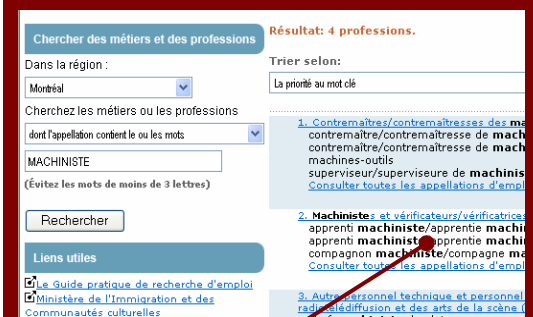 Chercher des métiers et des professions
Dans la région :
Montréal
Cherchez les métiers ou les professions
dont l'appellation contient le ou les mots
MACHINISTE
(Évitez les mots de moins de 3 lettres)
Rechercher
Liens utiles
Le Guide pratique de recherche d'emploi
Ministère de l'Immigration et des
Communautés culturelles
Résultat: 4 professions.
Trier selon:
La priorité au mot clé
1. Contremaîtres/contremaîtresses des
contremaître/contremaîtresse de
contremaître/contremaîtresse de
machines-outils
superviseur/superviseure de machinis
Consulter toutes les appellations d'empl
2. Machinistes et vérificateurs/vérificatrices
apprenti machiniste/apprentie
apprenti machiniste apprentie
compagnon machiniste/compagne
Consulter toutes les appellations d'empl
3. Autre personnel technique et personnel
radiotélédiffusion et des arts de la scène (